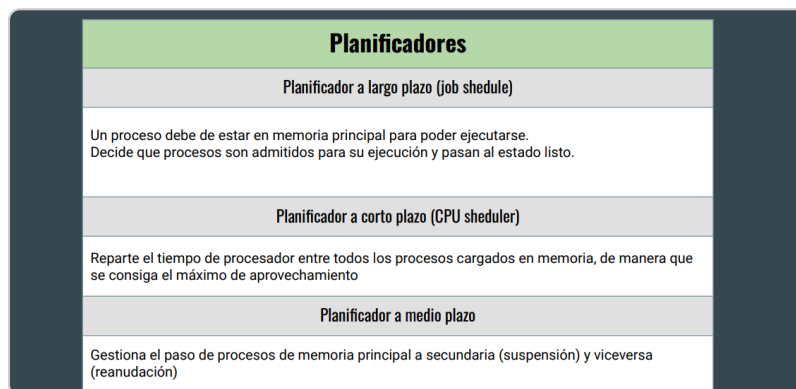 Planificadores
Planificador a largo plazo (job shedule)
Un proceso debe de estar en memoria principal para poder ejecutarse.
Decide que procesos son admitidos para su ejecución y pasan al estado listo.
Planificador a corto plazo (CPU sheduler)
Reparte el tiempo de procesador entre todos los procesos cargados en memoria, de manera que
se consiga el máximo de aprovechamiento
Planificador a medio plazo
Gestiona el paso de procesos de memoria principal a secundaria (suspensión) y viceversa
(reanudación)